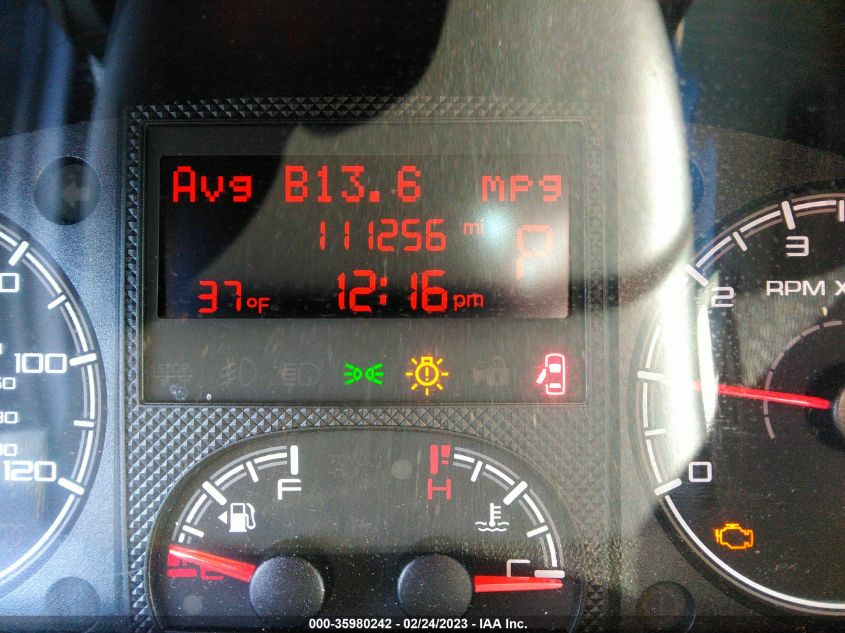 Avg B13.6 mpg
111256 mi
P
37°F 12:16 pm
STOP
100
120
F
H
E
C
3
2
RPM X
0
000-35980242 - 02/24/2023 - IAA Inc.